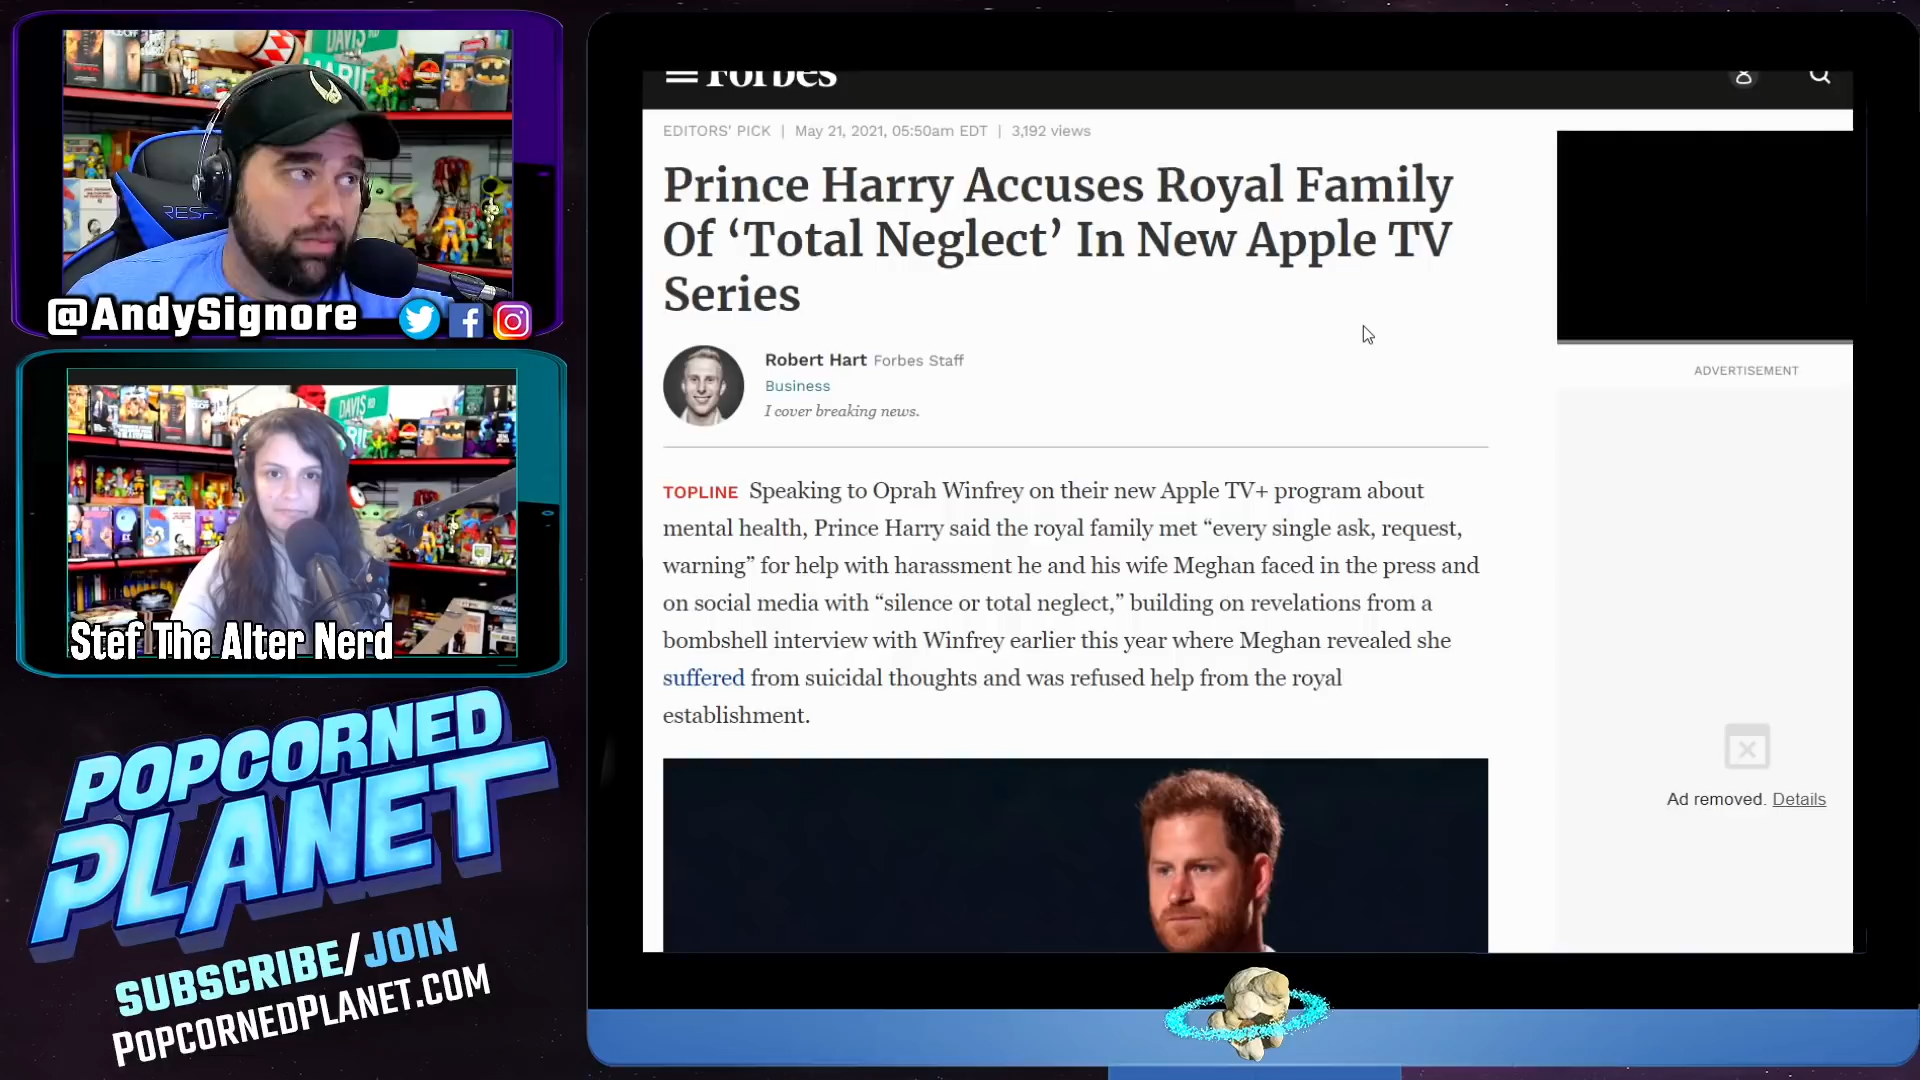 DAVIS RD
MARIE
RESP
@AndySignore
DAVIS RD
Stef The Alter Nerd
POPCORNED
PLANET
SUBSCRIBE/JOIN
POPCORNEDPLANET.COM
Forbes
EDITORS' PICK | May 21, 2021, 05:50am EDT | 3,192 views
Prince Harry Accuses Royal Family
Of ‘Total Neglect’ In New Apple TV
Series
Robert Hart Forbes Staff
Business
I cover breaking news.
TOPLINE Speaking to Oprah Winfrey on their new Apple TV+ program about
mental health, Prince Harry said the royal family met “every single ask, request,
warning” for help with harassment he and his wife Meghan faced in the press and
on social media with “silence or total neglect,” building on revelations from a
bombshell interview with Winfrey earlier this year where Meghan revealed she
suffered from suicidal thoughts and was refused help from the royal
establishment.
ADVERTISEMENT
Ad removed. Details